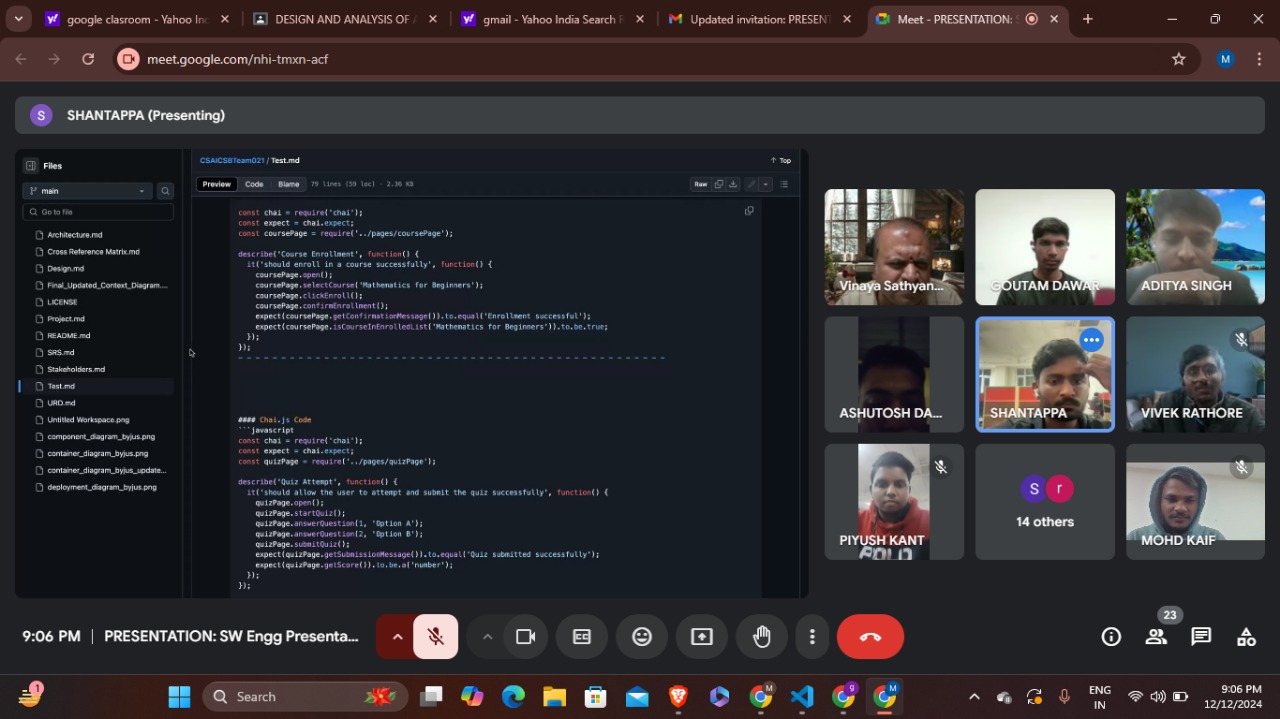 google clasroom - Yahoo Inc
DESIGN AND ANALYSIS OF A
gmail - Yahoo India Search R
Updated invitation: PRESENT
Meet - PRESENTATION: S
meet.google.com/nhi-tmxn-acf
M
S
SHANTAPPA (Presenting)
Files
main
Go to file
Architecture.md
Cross Reference Matrix.md
Design.md
Final_Updated_Context_Diagram....
LICENSE
Project.md
README.md
SRS.md
Stakeholders.md
Test.md
URD.md
Untitled Workspace.png
component_diagram_byjus.png
container_diagram_byjus.png
container_diagram_byjus_update...
deployment_diagram_byjus.png
CSAICSBTeam021 / Test.md
Top
Preview Code Blame 79 lines (59 loc) · 2.36 KB
Raw
const chai = require('chai');
const expect = chai.expect;
const coursePage = require('../pages/coursePage');
describe('Course Enrollment', function() {
it('should enroll in a course successfully', function() {
coursePage.open();
coursePage.selectCourse('Mathematics for Beginners');
coursePage.clickEnroll();
coursePage.confirmEnrollment();
expect(coursePage.getConfirmationMessage()).to.equal('Enrollment successful');
expect(coursePage.isCourseInEnrolledList('Mathematics for Beginners')).to.be.true;
});
});
- - - - - - - - - - - - - - - - - - - - - - - - - - - - - - - - - - - - - - - - - - - - - - - - - -
#### Chai.js Code
```javascript
const chai = require('chai');
const expect = chai.expect;
const quizPage = require('../pages/quizPage');
describe('Quiz Attempt', function() {
it('should allow the user to attempt and submit the quiz successfully', function() {
quizPage.open();
quizPage.startQuiz();
quizPage.answerQuestion(1, 'Option A');
quizPage.answerQuestion(2, 'Option B');
quizPage.submitQuiz();
expect(quizPage.getSubmissionMessage()).to.equal('Quiz submitted successfully');
expect(quizPage.getScore()).to.be.a('number');
});
});
Vinaya Sathyan...
GOUTAM DAWAR
ADITYA SINGH
ASHUTOSH DA...
SHANTAPPA
VIVEK RATHORE
PIYUSH KANT
POLO
S r
14 others
MOHD KAIF
9:06 PM | PRESENTATION: SW Engg Presenta...
CC
23
1
Search
M
9
M
ENG
IN
9:06 PM
12/12/2024